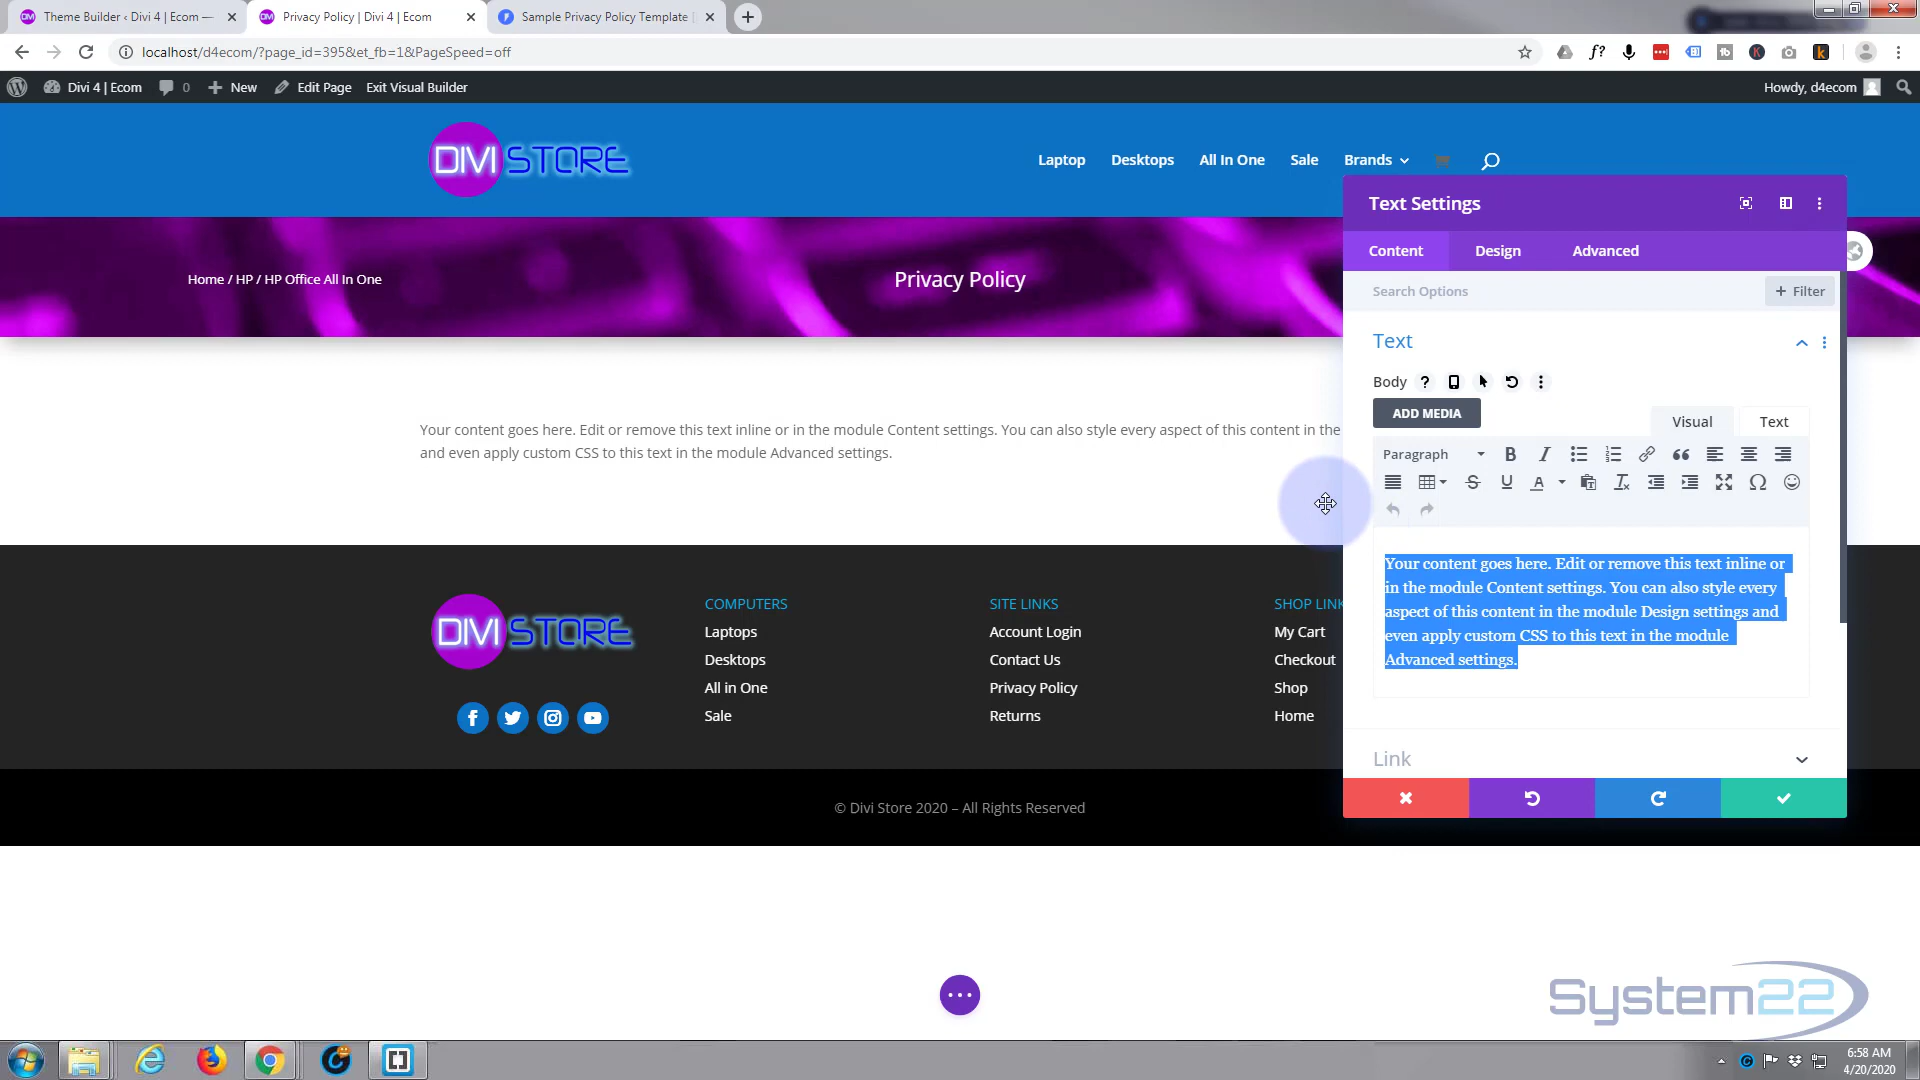 Theme Builder ‹ Divi 4 | Ecom —
Privacy Policy | Divi 4 | Ecom
Sample Privacy Policy Template
localhost/d4ecom/?page_id=395&et_fb=1&PageSpeed=off
Divi 4 | Ecom
0
New
Edit Page
Exit Visual Builder
Howdy, d4ecom
DIVI STORE
Laptop
Desktops
All In One
Sale
Brands
Home / HP / HP Office All In One
Privacy Policy
Text Settings
Content
Design
Advanced
Search Options
+ Filter
Text
Body
ADD MEDIA
Visual
Text
Paragraph
Your content goes here. Edit or remove this text inline or
in the module Content settings. You can also style every
aspect of this content in the module Design settings and
even apply custom CSS to this text in the module
Advanced settings.
Link
Your content goes here. Edit or remove this text inline or in the module Content settings. You can also style every aspect of this content in the
and even apply custom CSS to this text in the module Advanced settings.
DIVI STORE
COMPUTERS
Laptops
Desktops
All in One
Sale
SITE LINKS
Account Login
Contact Us
Privacy Policy
Returns
SHOP LINK
My Cart
Checkout
Shop
Home
© Divi Store 2020 – All Rights Reserved
System22
6:58 AM
4/20/2020